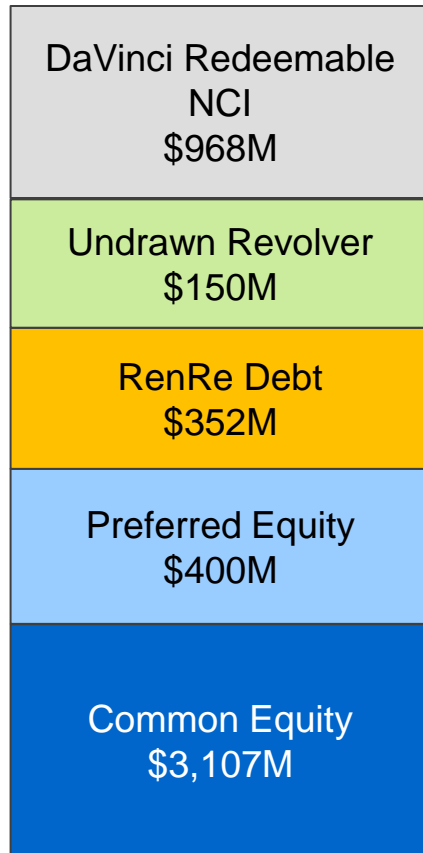 DaVinci Redeemable
NCI
$968M
Undrawn Revolver
$150M
RenRe Debt
$352M
Preferred Equity
$400M
Common Equity
$3,107M